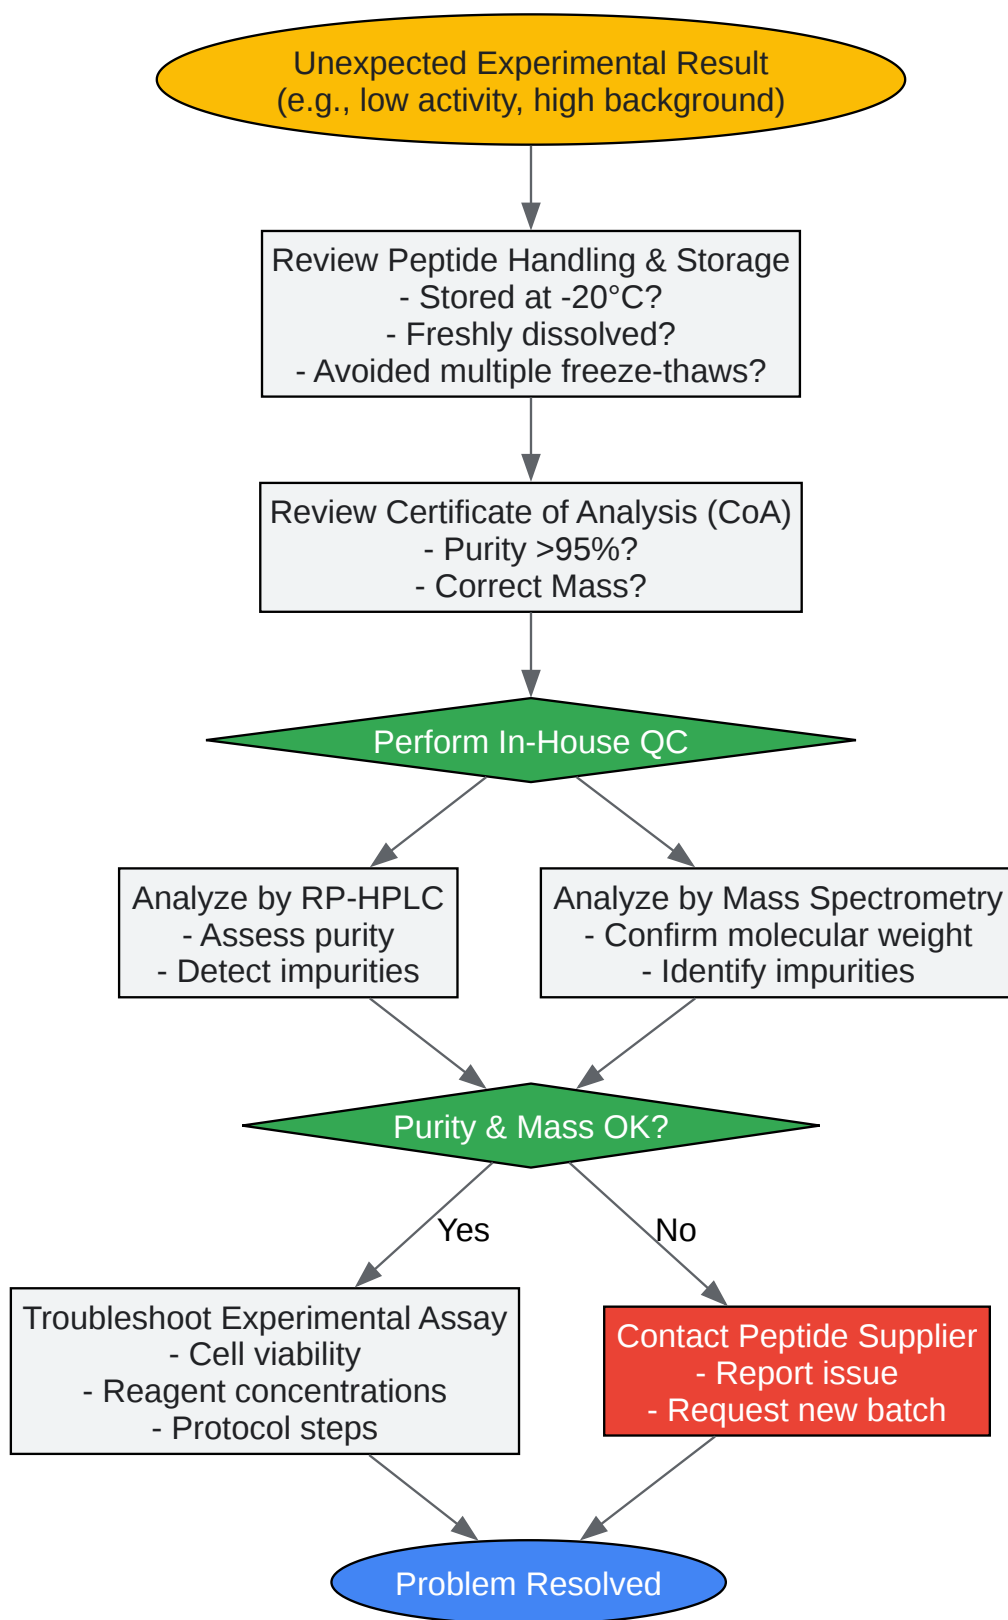 Unexpected Experimental Result
(e.g., low activity, high background)
Review Peptide Handling & Storage
- Stored at -20°C?
- Freshly dissolved?
- Avoided multiple freeze-thaws?
Review Certificate of Analysis (CoA)
- Purity >95%?
- Correct Mass?
Perform In-House QC
Analyze by RP-HPLC
- Assess purity
- Detect impurities
Analyze by Mass Spectrometry
- Confirm molecular weight
- Identify impurities
Purity & Mass OK?
Yes
No
Troubleshoot Experimental Assay
- Cell viability
- Reagent concentrations
- Protocol steps
Contact Peptide Supplier
- Report issue
- Request new batch
Problem Resolved